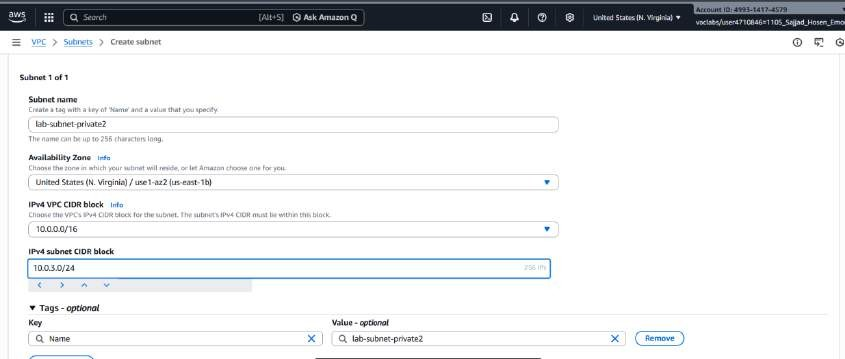 aws
Search [Alt+S] Ask Amazon Q United States (N. Virginia) Account ID: 4993-1417-4579
voclabs/user4710846=1105_Sajjad_Hosen_Emo
VPC > Subnets > Create subnet
Subnet 1 of 1
Subnet name
Create a tag with a key of 'Name' and a value that you specify.
lab-subnet-private2
The name can be up to 256 characters long.
Availability Zone Info
Choose the zone in which your subnet will reside, or let Amazon choose one for you.
United States (N. Virginia) / use1-az2 (us-east-1b)
IPv4 VPC CIDR block Info
Choose the VPC's IPv4 CIDR block for the subnet. The subnet's IPv4 CIDR must be within this block.
10.0.0.0/16
IPv4 subnet CIDR block
10.0.3.0/24 256 IPs
Tags - optional
Key Value - optional
Name lab-subnet-private2 Remove